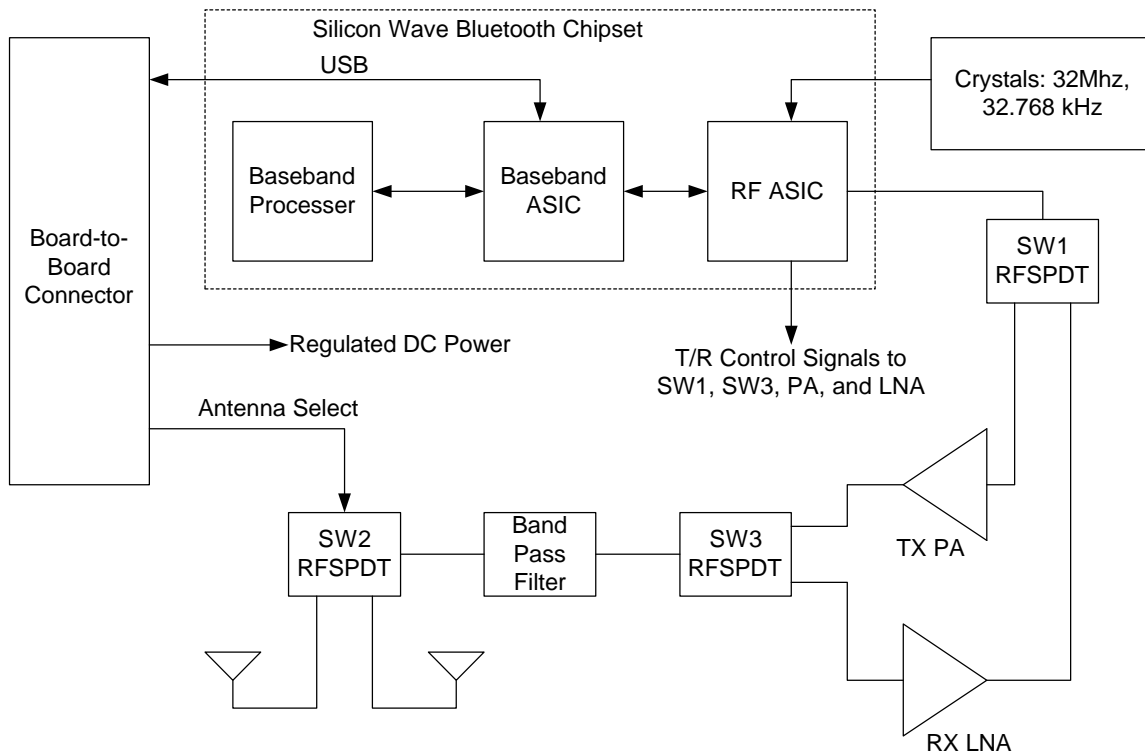 Silicon Wave Bluetooth Chipset
USB
Crystals: 32Mhz,
32.768 kHz
Baseband
Processer
Baseband
ASIC
RF ASIC
Board-to-
Board
Connector
SW1
RFSPDT
Regulated DC Power
T/R Control Signals to
SW1, SW3, PA, and LNA
Antenna Select
SW2
RFSPDT
Band
Pass
Filter
SW3
RFSPDT
TX PA
RX LNA